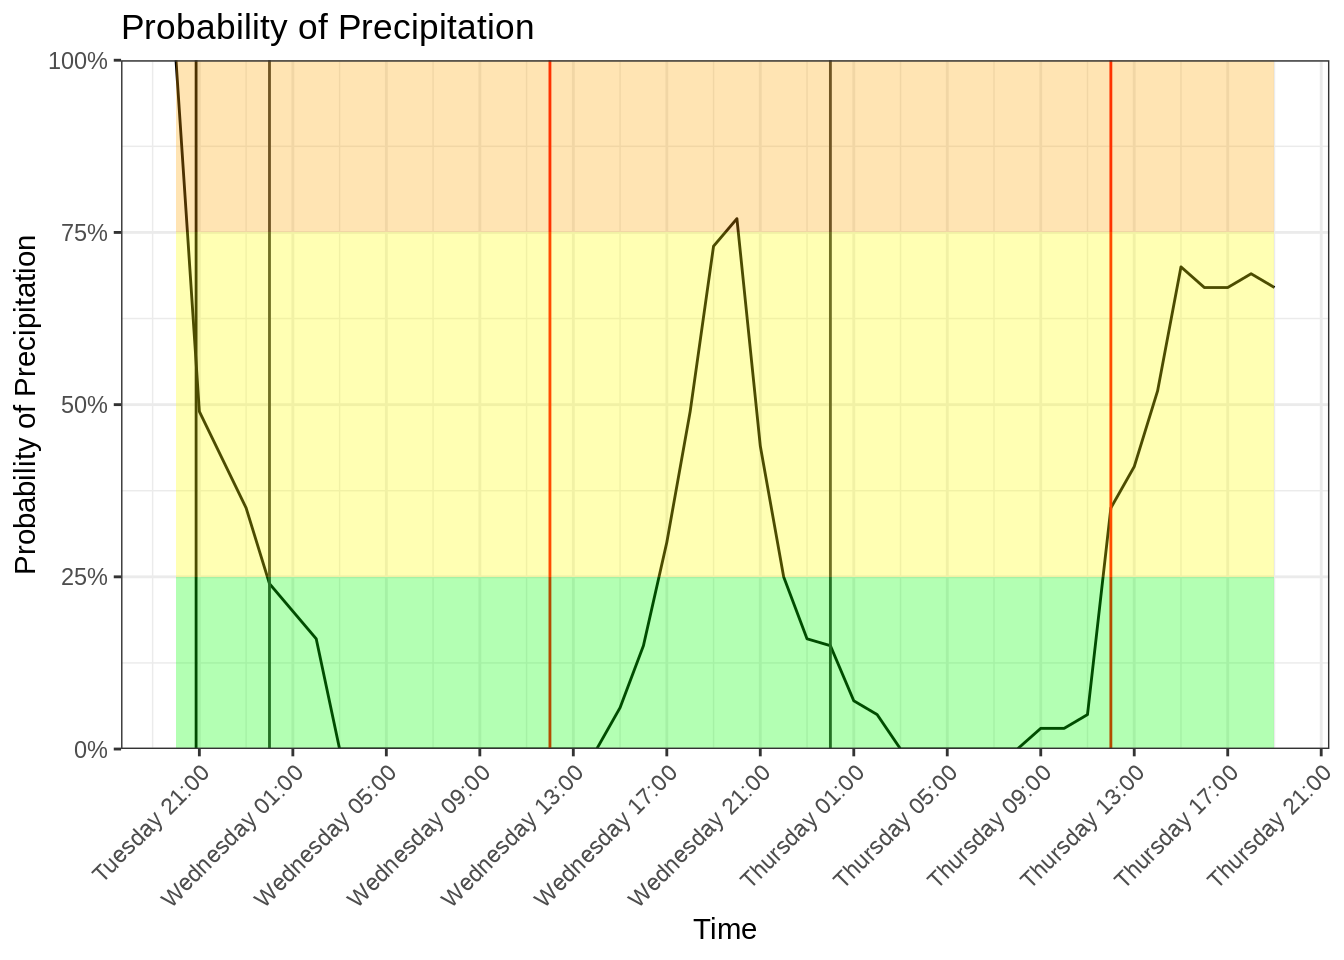 Probability of Precipitation
Probability of Precipitation
100%
75%
50%
25%
0%
Tuesday 21:00
Wednesday 01:00
Wednesday 05:00
Wednesday 09:00
Wednesday 13:00
Wednesday 17:00
Wednesday 21:00
Thursday 01:00
Thursday 05:00
Thursday 09:00
Thursday 13:00
Thursday 17:00
Thursday 21:00
Time